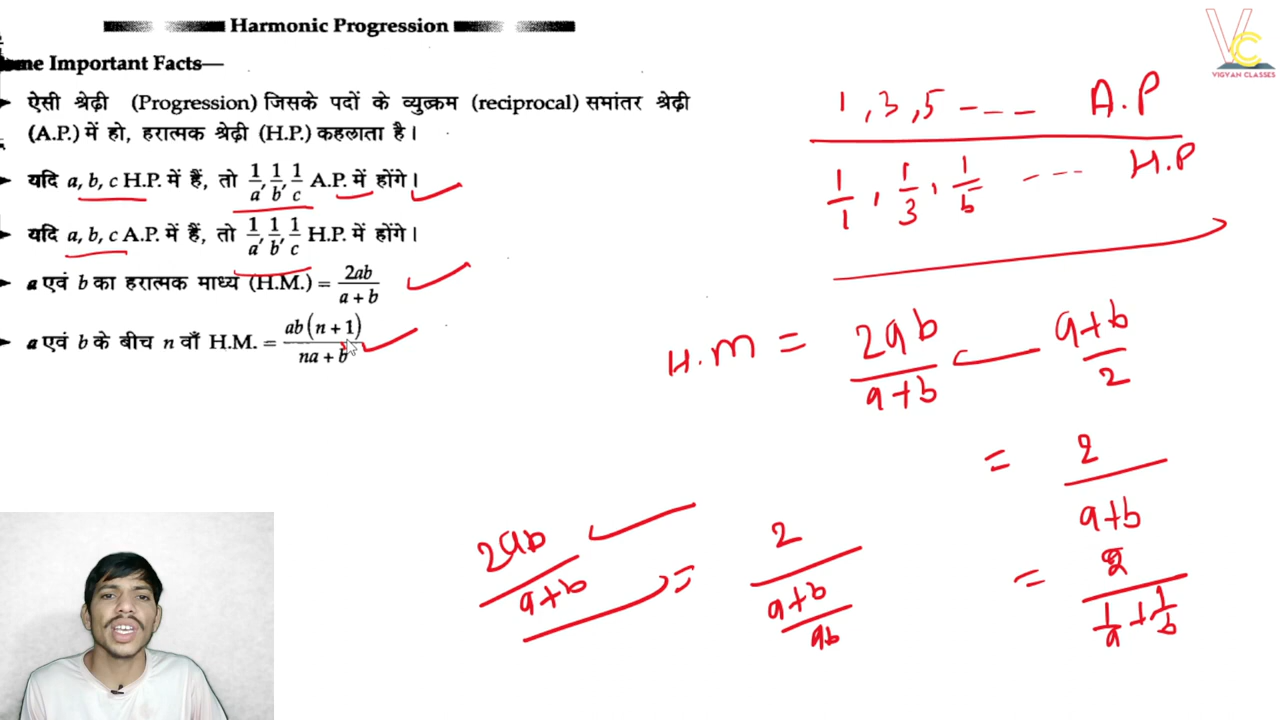 Harmonic Progression
me Important Facts—
ऐसी श्रेढ़ी (Progression) जिसके पदों के व्युत्क्रम (reciprocal) समांतर श्रेढ़ी
(A.P.) में हो, हरात्मक श्रेढ़ी (H.P.) कहलाता है।
यदि a, b, c H.P. में हैं, तो 1/a, 1/b, 1/c A.P. में होंगे।
यदि a, b, c A.P. में हैं, तो 1/a, 1/b, 1/c H.P. में होंगे।
a एवं b का हरात्मक माध्य (H.M.) = 2ab/(a + b)
a एवं b के बीच n वाँ H.M. = ab(n + 1)/(na + b)
1, 3, 5 ---- A.P
1/1, 1/3, 1/5 ---- H.P
H.M = 2ab/(a+b) (a+b)/2
= 2/(a+b)
2ab/(a+b) = 2/((a+b)/ab)
= 2/(1/a + 1/b)
VC
VIGYAN CLASSES